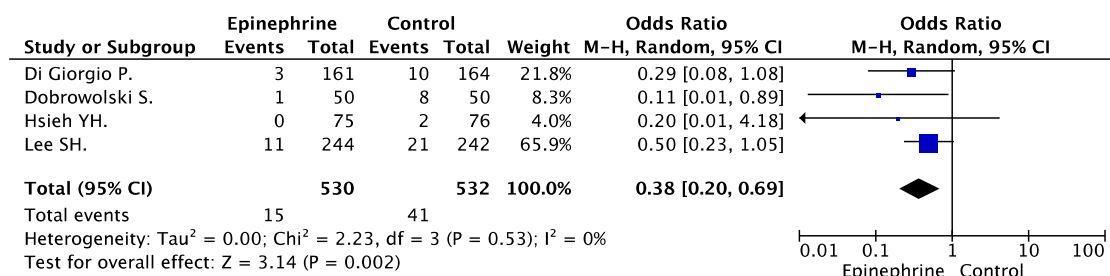 Epinephrine Control Odds Ratio Odds Ratio
Study or Subgroup Events Total Events Total Weight M-H, Random, 95% CI M-H, Random, 95% CI
Di Giorgio P. 3 161 10 164 21.8% 0.29 [0.08, 1.08]
Dobrowolski S. 1 50 8 50 8.3% 0.11 [0.01, 0.89]
Hsieh YH. 0 75 2 76 4.0% 0.20 [0.01, 4.18]
Lee SH. 11 244 21 242 65.9% 0.50 [0.23, 1.05]
Total (95% CI) 530 532 100.0% 0.38 [0.20, 0.69]
Total events 15 41
Heterogeneity: Tau² = 0.00; Chi² = 2.23, df = 3 (P = 0.53); I² = 0%
Test for overall effect: Z = 3.14 (P = 0.002)
0.01 0.1 1 10 100
Epinephrine Control